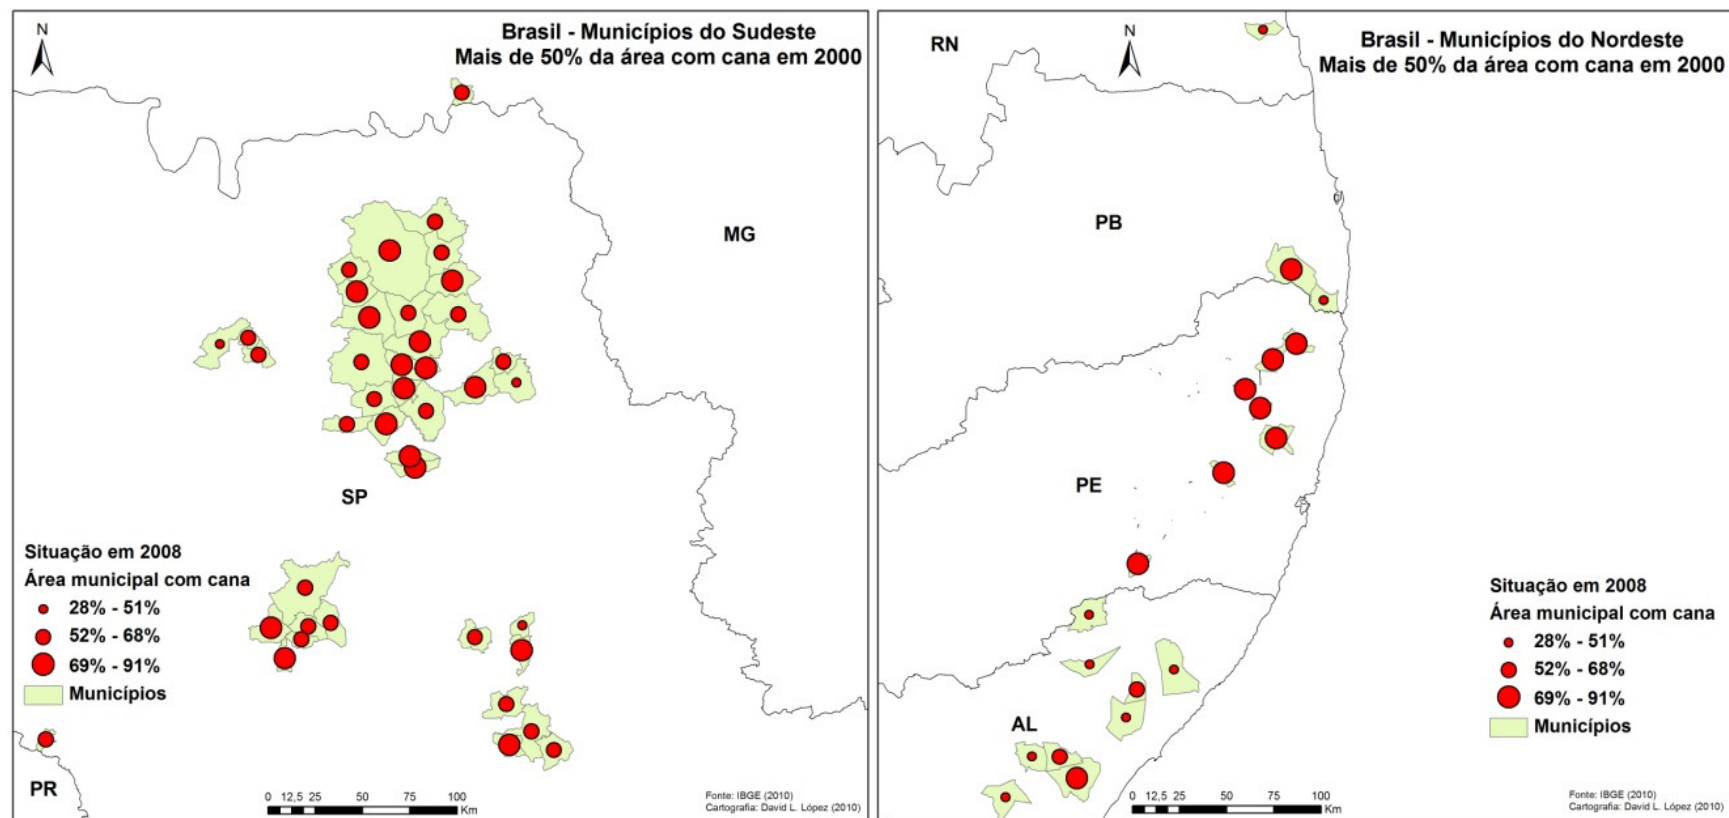 N
Brasil - Municípios do Sudeste
Mais de 50% da área com cana em 2000
MG
SP
Situação em 2008
Área municipal com cana
28% - 51%
52% - 68%
69% - 91%
Municípios
PR
0 12,5 25 50 75 100
Km
Fonte: IBGE (2010)
Cartografia: David L. López (2010)
RN
N
Brasil - Municípios do Nordeste
Mais de 50% da área com cana em 2000
PB
PE
Situação em 2008
Área municipal com cana
28% - 51%
52% - 68%
69% - 91%
Municípios
AL
0 12,5 25 50 75 100
Km
Fonte: IBGE (2010)
Cartografia: David L. López (2010)